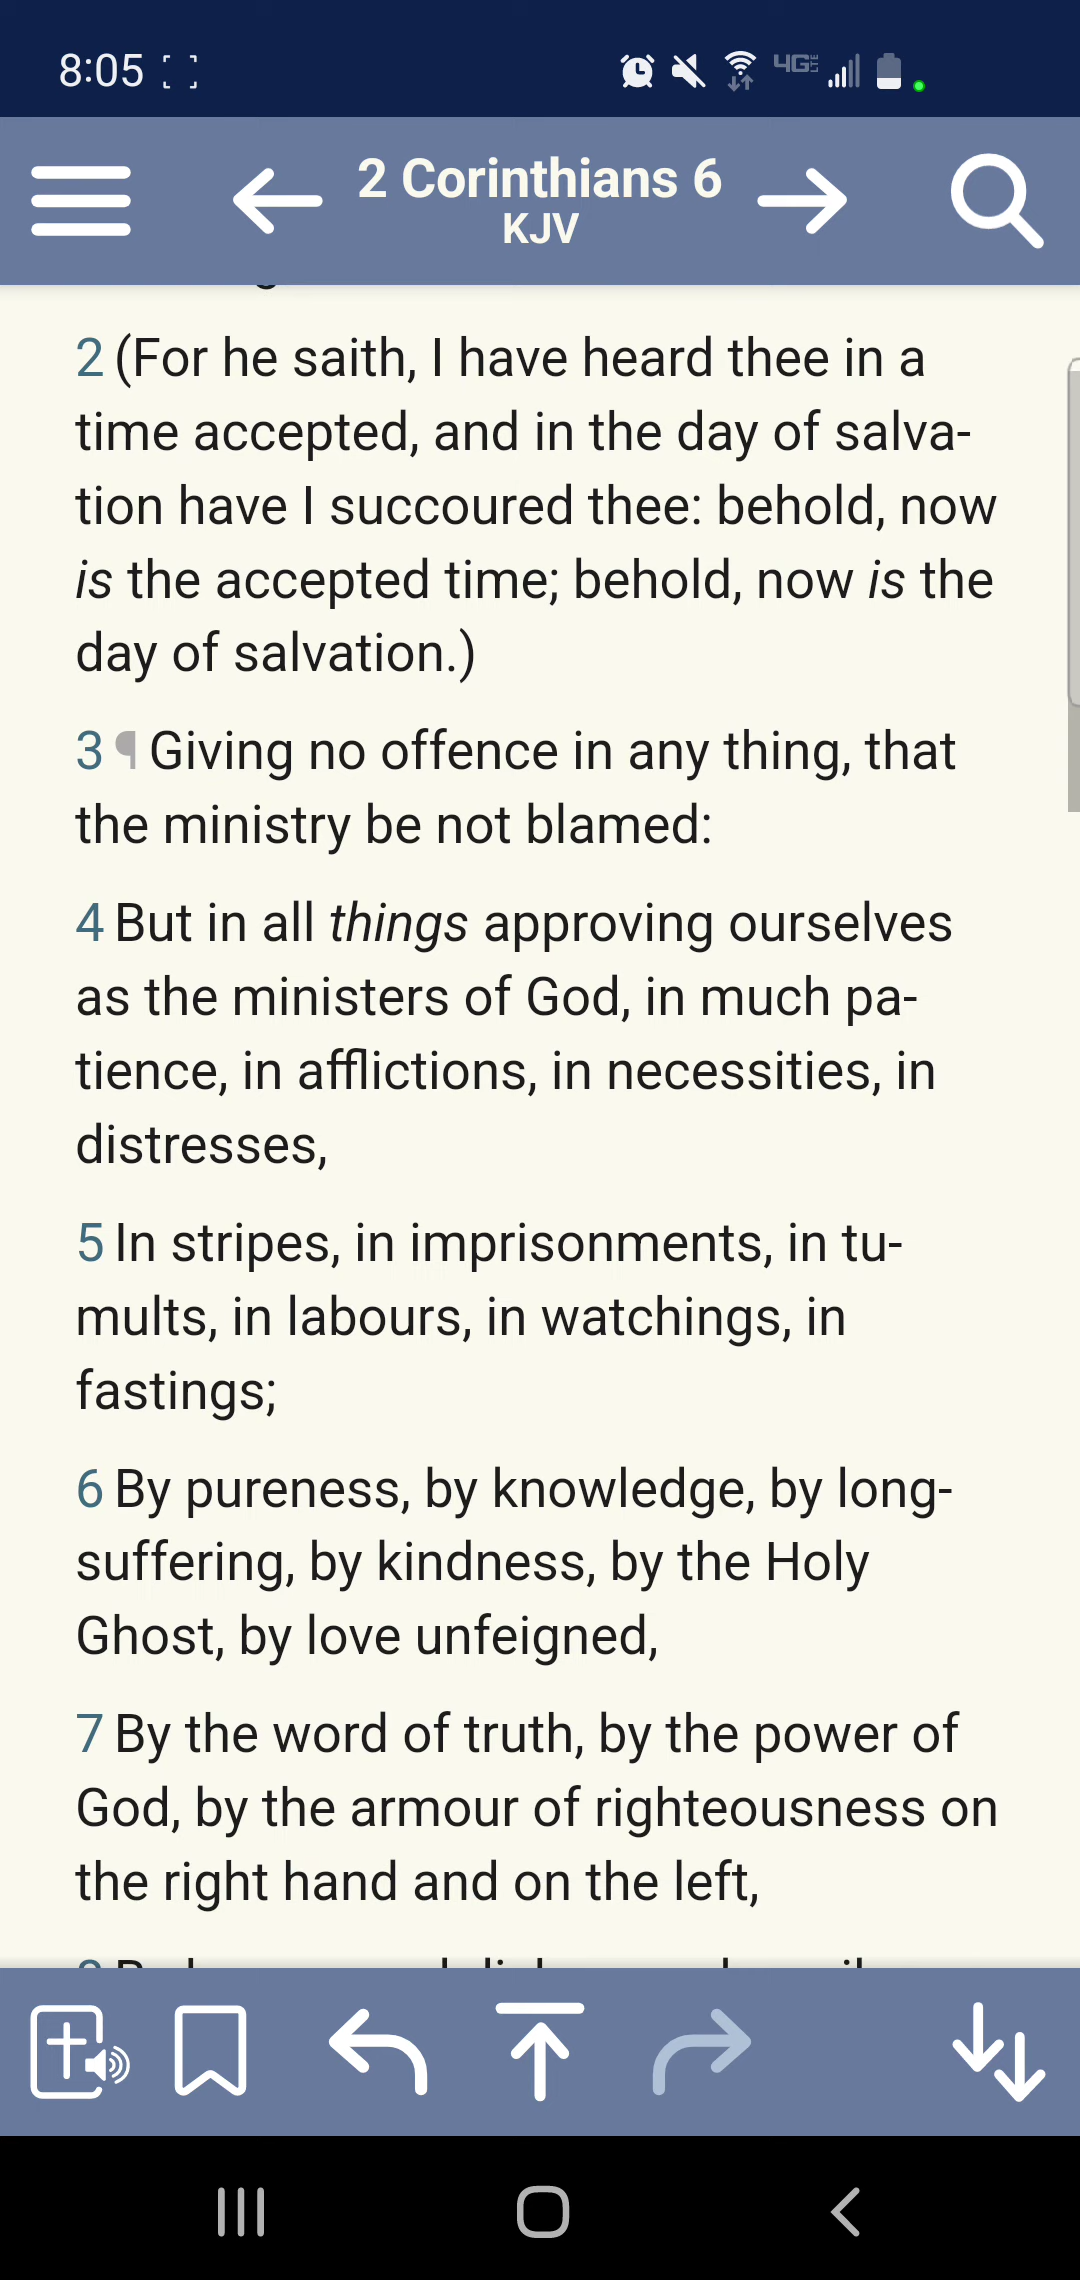 8:05
4G LTE
2 Corinthians 6
KJV
2 (For he saith, I have heard thee in a
time accepted, and in the day of salva-
tion have I succoured thee: behold, now
is the accepted time; behold, now is the
day of salvation.)
3 ¶ Giving no offence in any thing, that
the ministry be not blamed:
4 But in all things approving ourselves
as the ministers of God, in much pa-
tience, in afflictions, in necessities, in
distresses,
5 In stripes, in imprisonments, in tu-
mults, in labours, in watchings, in
fastings;
6 By pureness, by knowledge, by long-
suffering, by kindness, by the Holy
Ghost, by love unfeigned,
7 By the word of truth, by the power of
God, by the armour of righteousness on
the right hand and on the left,